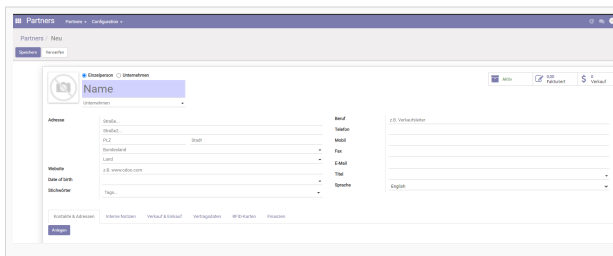 Partners Partners Configuration
Partners / Neu
Speichern Verwerfen
Einzelperson Unternehmen
Name
Unternehmen
Aktiv
0,00 Fakturiert
0 Verkauf
Adresse
Straße...
Straße2...
PLZ Stadt
Bundesland
Land
Website z.B. www.odoo.com
Date of birth
Stichwörter Tags...
Beruf z.B. Verkaufsleiter
Telefon
Mobil
Fax
E-Mail
Titel
Sprache English
Kontakte & Adressen Interne Notizen Verkauf & Einkauf Vertragsdaten RFID-Karten Finanzen
Anlegen